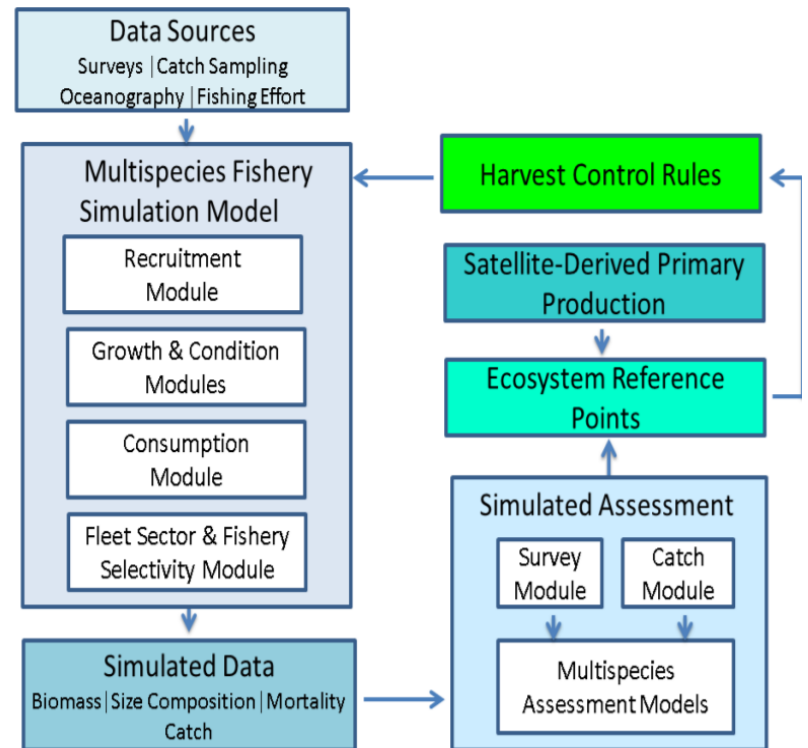 Data Sources
Surveys | Catch Sampling
Oceanography | Fishing Effort
Multispecies Fishery
Simulation Model
Recruitment
Module
Growth & Condition
Modules
Consumption
Module
Fleet Sector & Fishery
Selectivity Module
Simulated Data
Biomass | Size Composition | Mortality
Catch
Harvest Control Rules
Satellite-Derived Primary
Production
Ecosystem Reference
Points
Simulated Assessment
Survey
Module
Catch
Module
Multispecies
Assessment Models